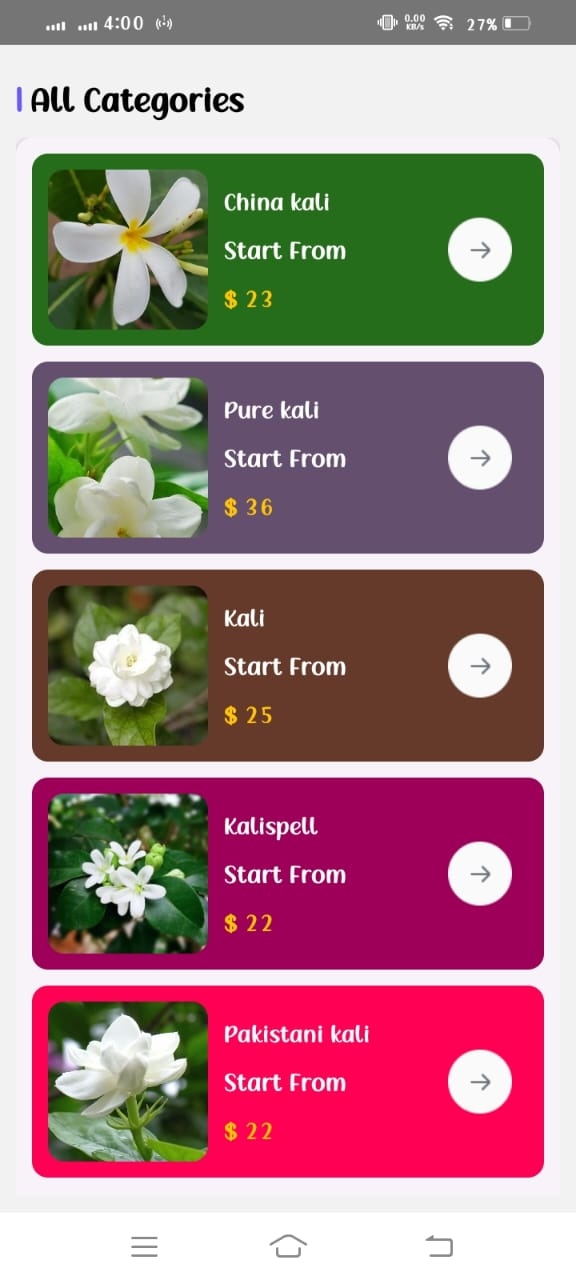 4:00 0.00 KB/s 27%
All Categories
China kali
Start From
$ 23
Pure kali
Start From
$ 36
Kali
Start From
$ 25
Kalispell
Start From
$ 22
Pakistani kali
Start From
$ 22